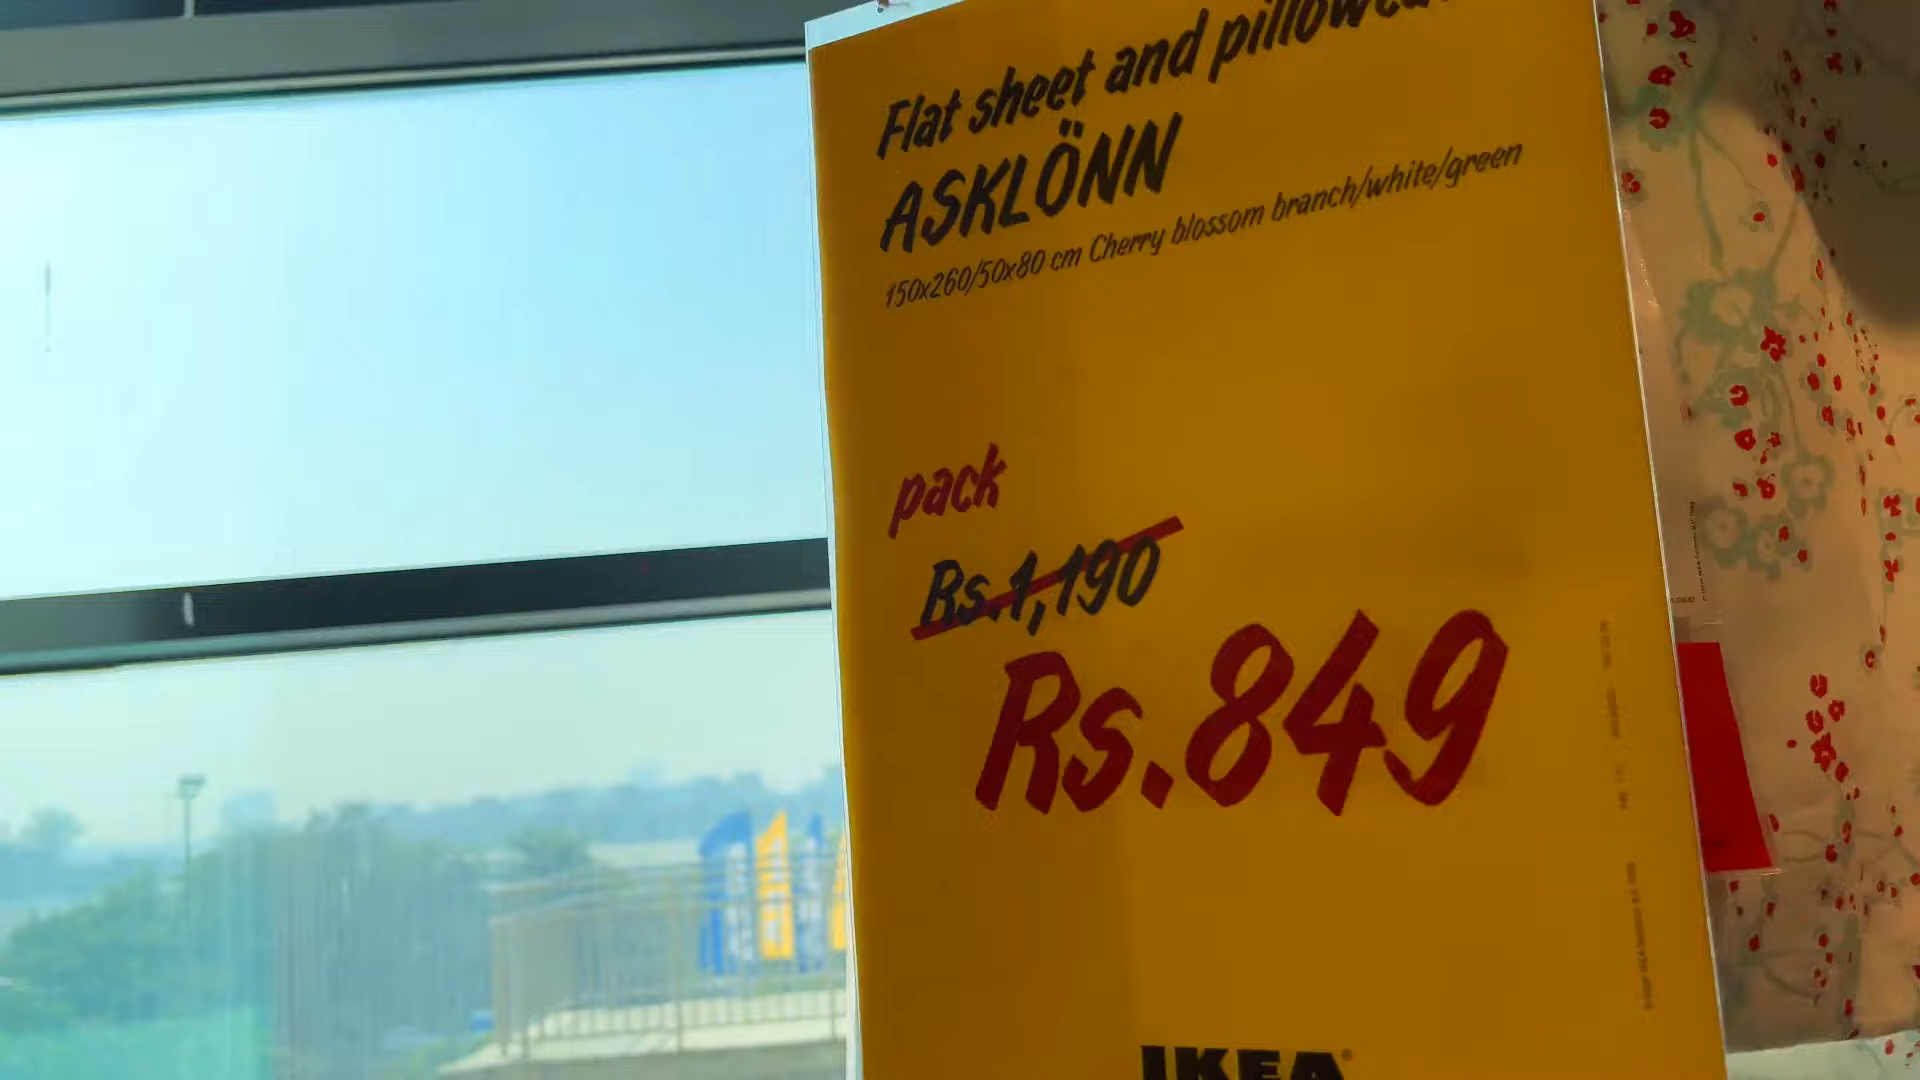 Flat sheet and
ASKLÖNN
150x260/50x80 cm Cherry blossom branch/white/green
pack
Rs.1,190
Rs.849
IKEA